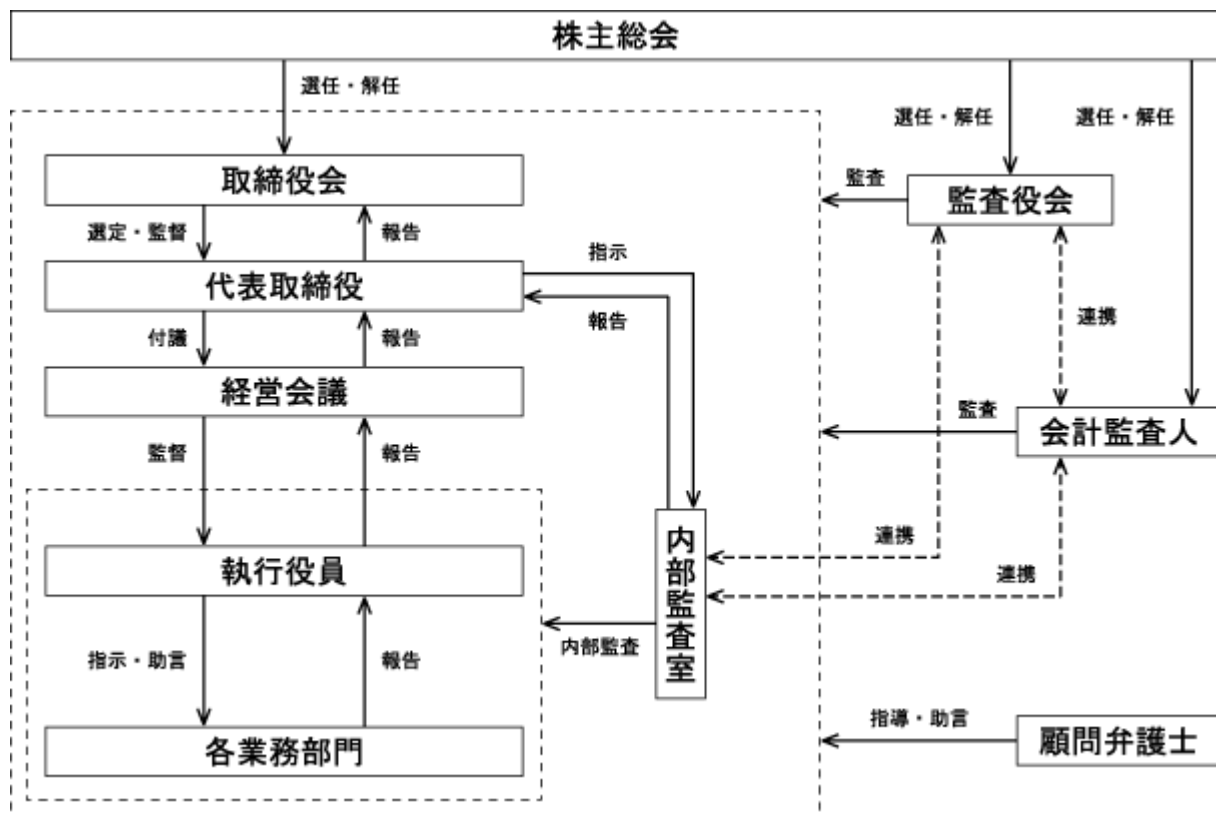 株主総会
選任・解任
選任・解任
選任・解任
取締役会
監査
監査役会
選定・監督
報告
代表取締役
指示
報告
付議
報告
連携
経営会議
監査
会計監査人
監督
報告
内部監査室
連携
連携
執行役員
内部監査
指示・助言
報告
指導・助言
顧問弁護士
各業務部門